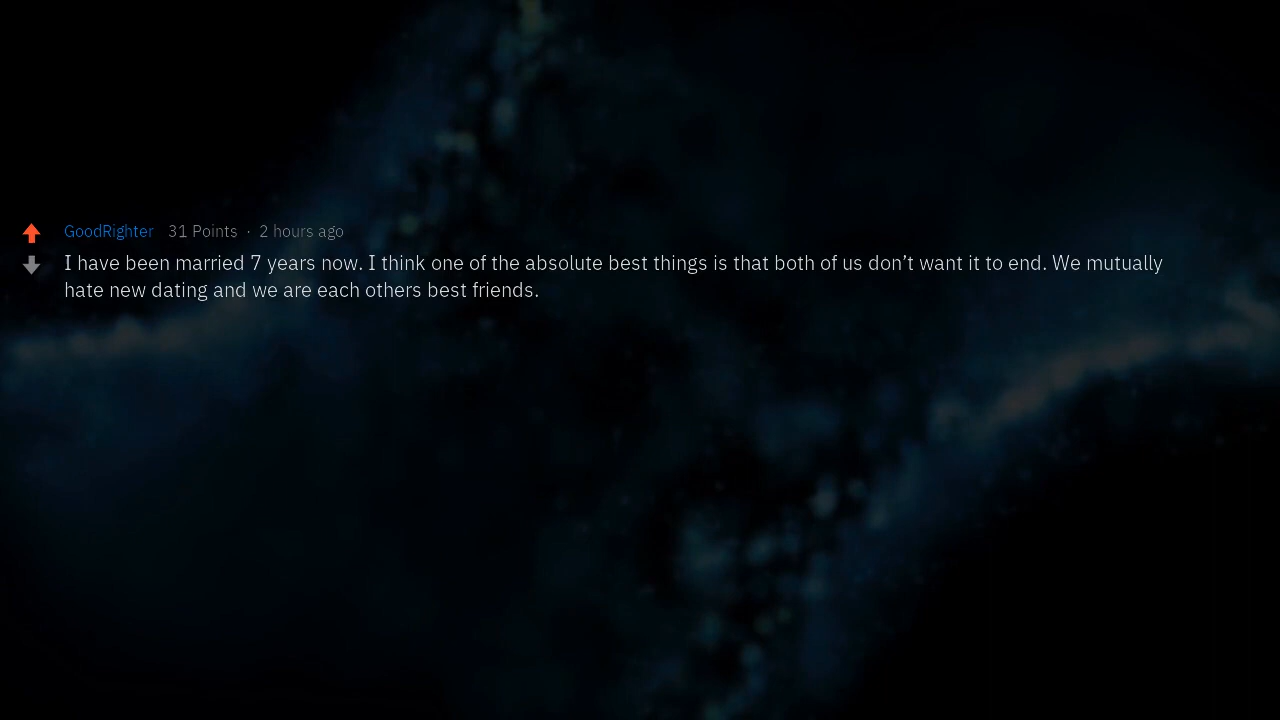 GoodRighter 31 Points · 2 hours ago
I have been married 7 years now. I think one of the absolute best things is that both of us don’t want it to end. We mutually
hate new dating and we are each others best friends.